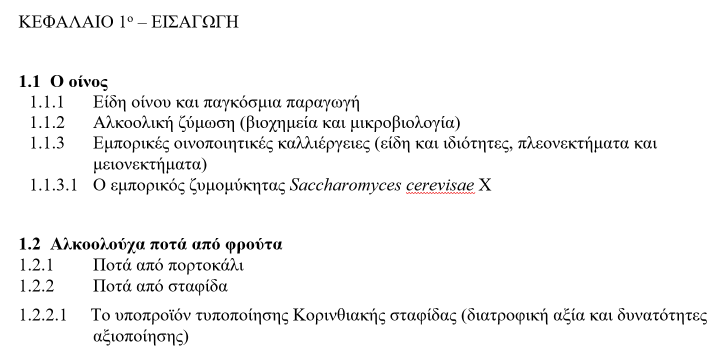 ΚΕΦΑΛΑΙΟ 1ο – ΕΙΣΑΓΩΓΗ
1.1 Ο οίνος
1.1.1 Είδη οίνου και παγκόσμια παραγωγή
1.1.2 Αλκοολική ζύμωση (βιοχημεία και μικροβιολογία)
1.1.3 Εμπορικές οινοποιητικές καλλιέργειες (είδη και ιδιότητες, πλεονεκτήματα και
μειονεκτήματα)
1.1.3.1 Ο εμπορικός ζυμομύκητας Saccharomyces cerevisae X
1.2 Αλκοολούχα ποτά από φρούτα
1.2.1 Ποτά από πορτοκάλι
1.2.2 Ποτά από σταφίδα
1.2.2.1 Το υποπροϊόν τυποποίησης Κορινθιακής σταφίδας (διατροφική αξία και δυνατότητες
αξιοποίησης)